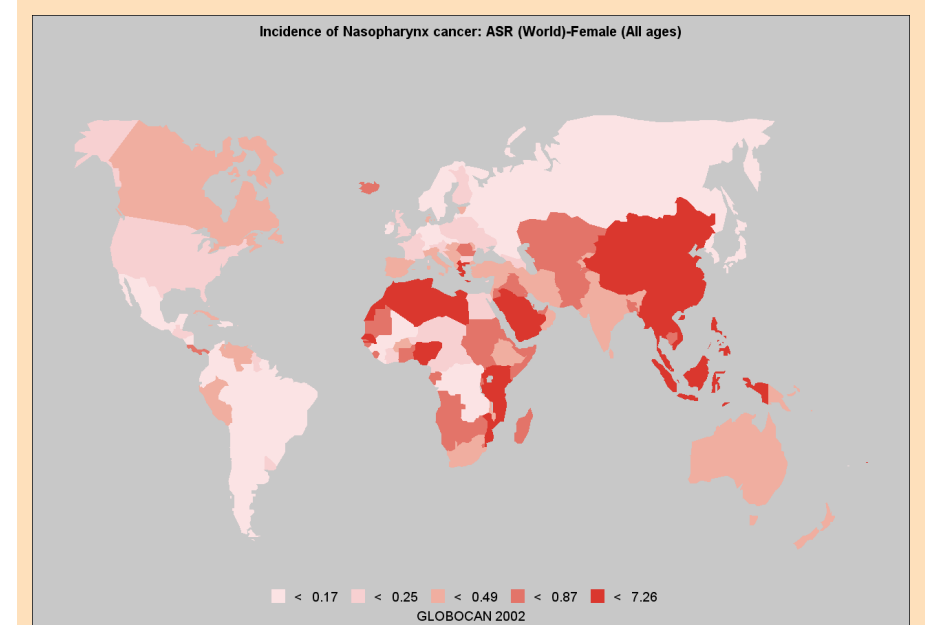 Incidence of Nasopharynx cancer: ASR (World)-Female (All ages)
< 0.17 < 0.25 < 0.49 < 0.87 < 7.26
GLOBOCAN 2002